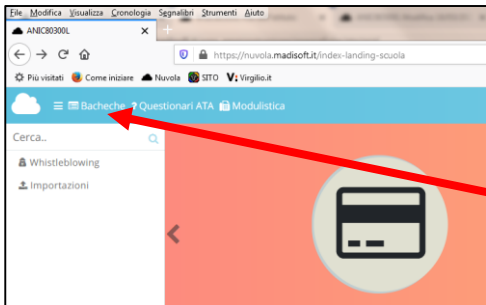 File Modifica Visualizza Cronologia Segnalibri Strumenti Aiuto
ANIC80300L
https://nuvola.madisoft.it/index-landing-scuola
Più visitati Come iniziare Nuvola SITO Virgilio.it
Bacheche ? Questionari ATA Modulistica
Cerca..
Whistleblowing
Importazioni